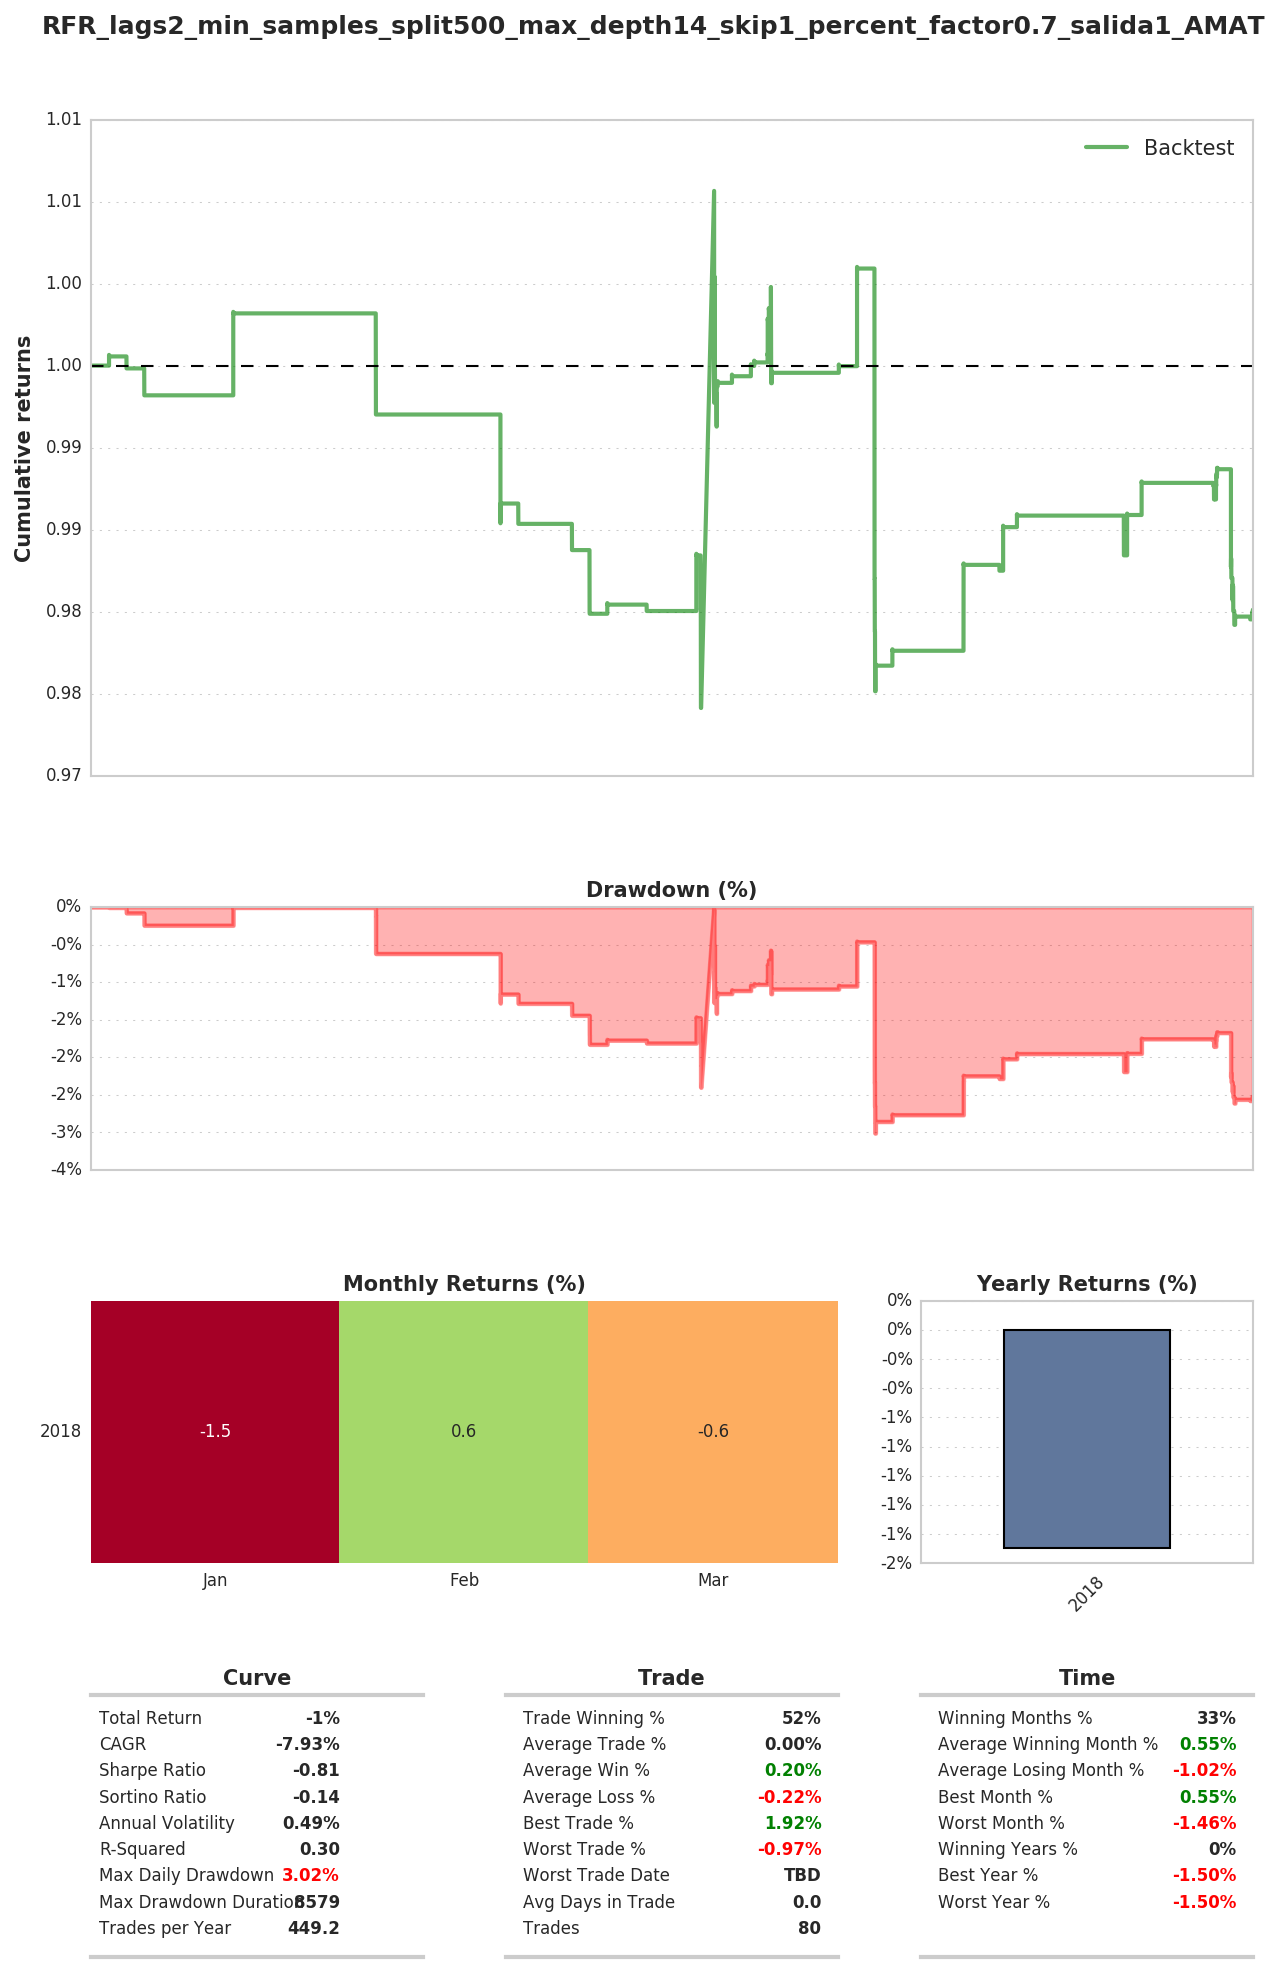 RFR_lags2_min_samples_split500_max_depth14_skip1_percent_factor0.7_salida1_AMAT
1.01
1.01
1.00
1.00
0.99
0.99
0.98
0.98
0.97
Cumulative returns
Backtest
Drawdown (%)
0%
-0%
-1%
-2%
-2%
-2%
-3%
-4%
Monthly Returns (%)
2018
-1.5
0.6
-0.6
Jan
Feb
Mar
Yearly Returns (%)
0%
0%
-0%
-0%
-1%
-1%
-1%
-1%
-1%
-2%
2018
Curve
Total Return -1%
CAGR -7.93%
Sharpe Ratio -0.81
Sortino Ratio -0.14
Annual Volatility 0.49%
R-Squared 0.30
Max Daily Drawdown 3.02%
Max Drawdown Duration 8579
Trades per Year 449.2
Trade
Trade Winning % 52%
Average Trade % 0.00%
Average Win % 0.20%
Average Loss % -0.22%
Best Trade % 1.92%
Worst Trade % -0.97%
Worst Trade Date TBD
Avg Days in Trade 0.0
Trades 80
Time
Winning Months % 33%
Average Winning Month % 0.55%
Average Losing Month % -1.02%
Best Month % 0.55%
Worst Month % -1.46%
Winning Years % 0%
Best Year % -1.50%
Worst Year % -1.50%